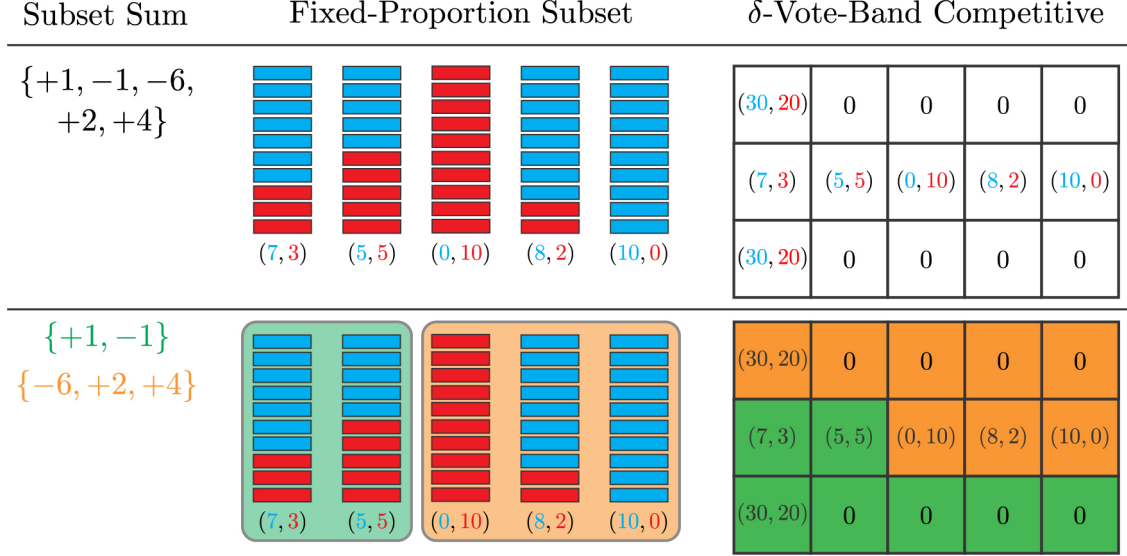 Subset Sum Fixed-Proportion Subset δ-Vote-Band Competitive
{+1, −1, −6,
+2, +4}
(7, 3) (5, 5) (0, 10) (8, 2) (10, 0)
(30, 20) 0 0 0 0
(7, 3) (5, 5) (0, 10) (8, 2) (10, 0)
(30, 20) 0 0 0 0
{+1, −1}
{−6, +2, +4}
(7, 3) (5, 5) (0, 10) (8, 2) (10, 0)
(30, 20) 0 0 0 0
(7, 3) (5, 5) (0, 10) (8, 2) (10, 0)
(30, 20) 0 0 0 0